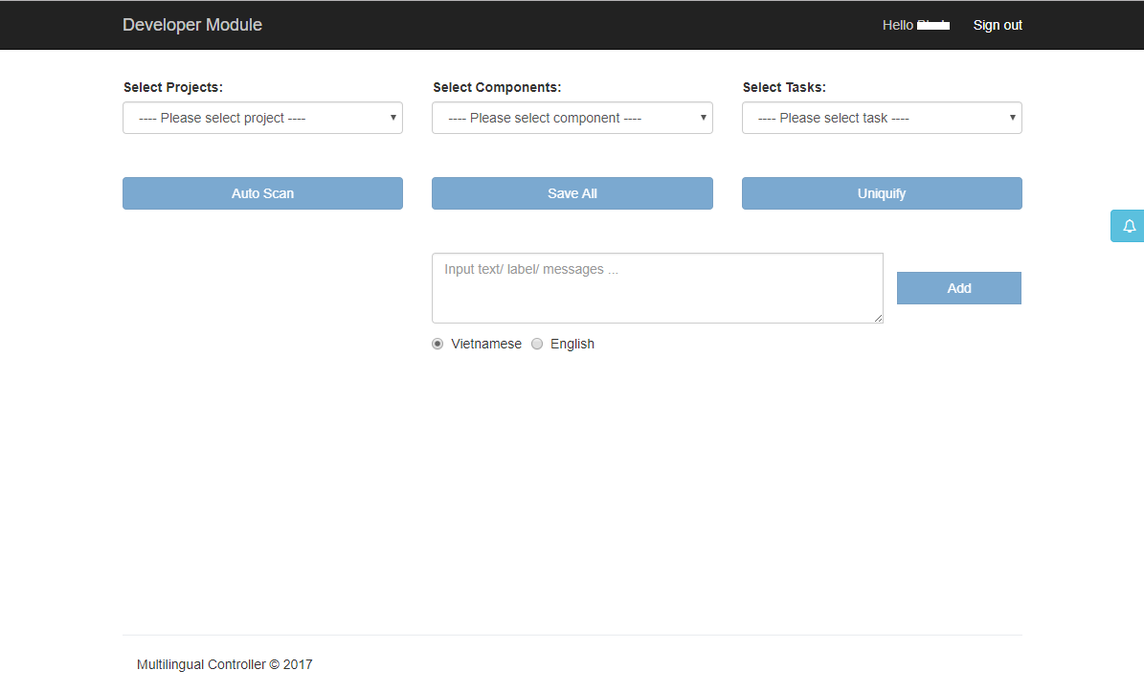 Developer Module
Hello
Sign out
Select Projects:
Select Components:
Select Tasks:
---- Please select project ----
---- Please select component ----
---- Please select task ----
Auto Scan
Save All
Uniquify
Input text/ label/ messages ...
Add
Vietnamese
English
Multilingual Controller © 2017